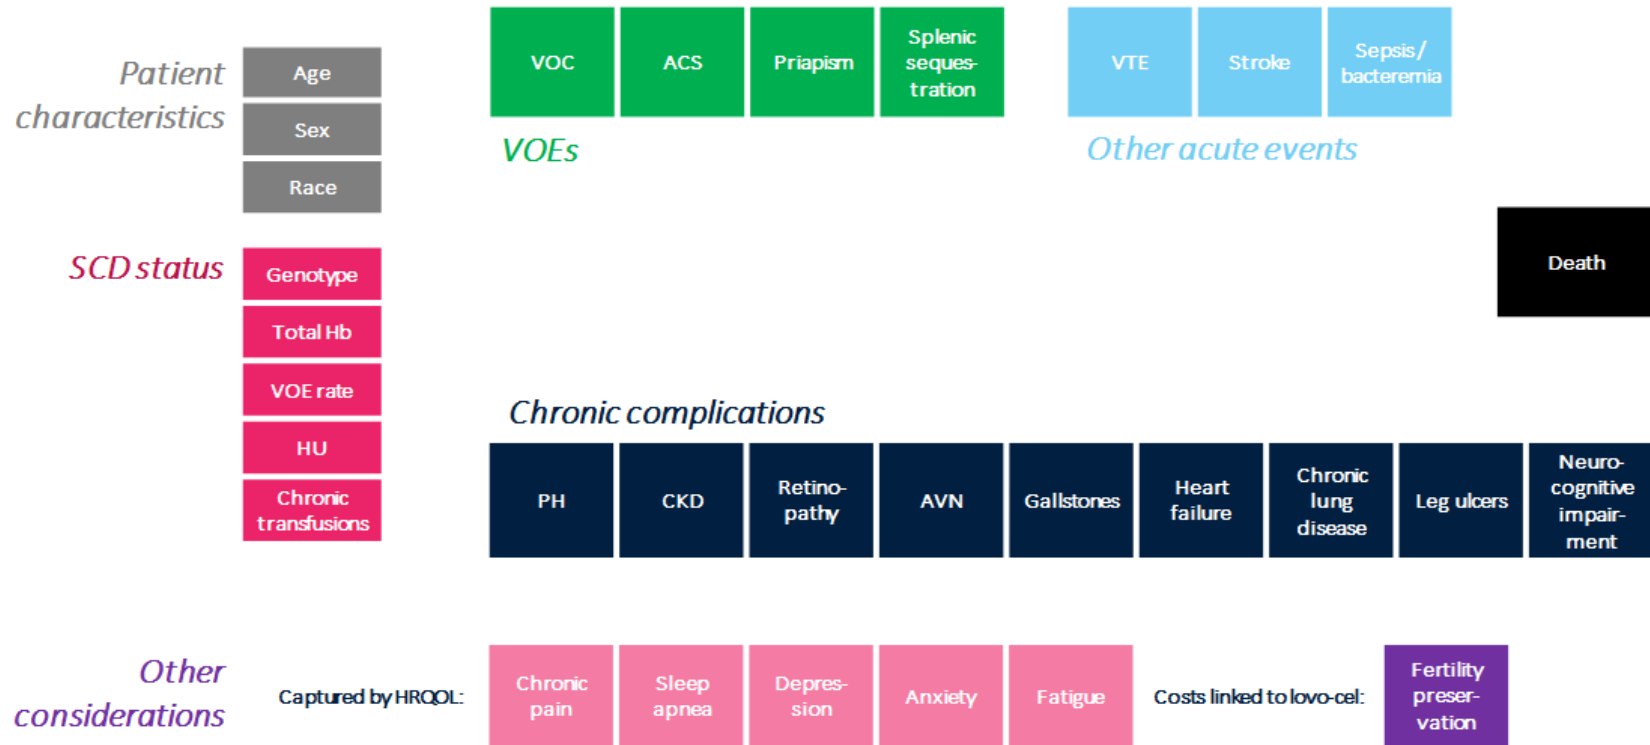 Patient
characteristics
Age
Sex
Race
VOC
ACS
Priapism
Splenic
seques-
tration
VOEs
VTE
Stroke
Sepsis/
bacteremia
Other acute events
Death
SCD status
Genotype
Total Hb
VOE rate
HU
Chronic
transfusions
Chronic complications
PH
CKD
Retino-
pathy
AVN
Gallstones
Heart
failure
Chronic
lung
disease
Leg ulcers
Neuro-
cognitive
impair-
ment
Other
considerations
Captured by HRQOL:
Chronic
pain
Sleep
apnea
Depres-
sion
Anxiety
Fatigue
Costs linked to lovo-cel:
Fertility
preser-
vation